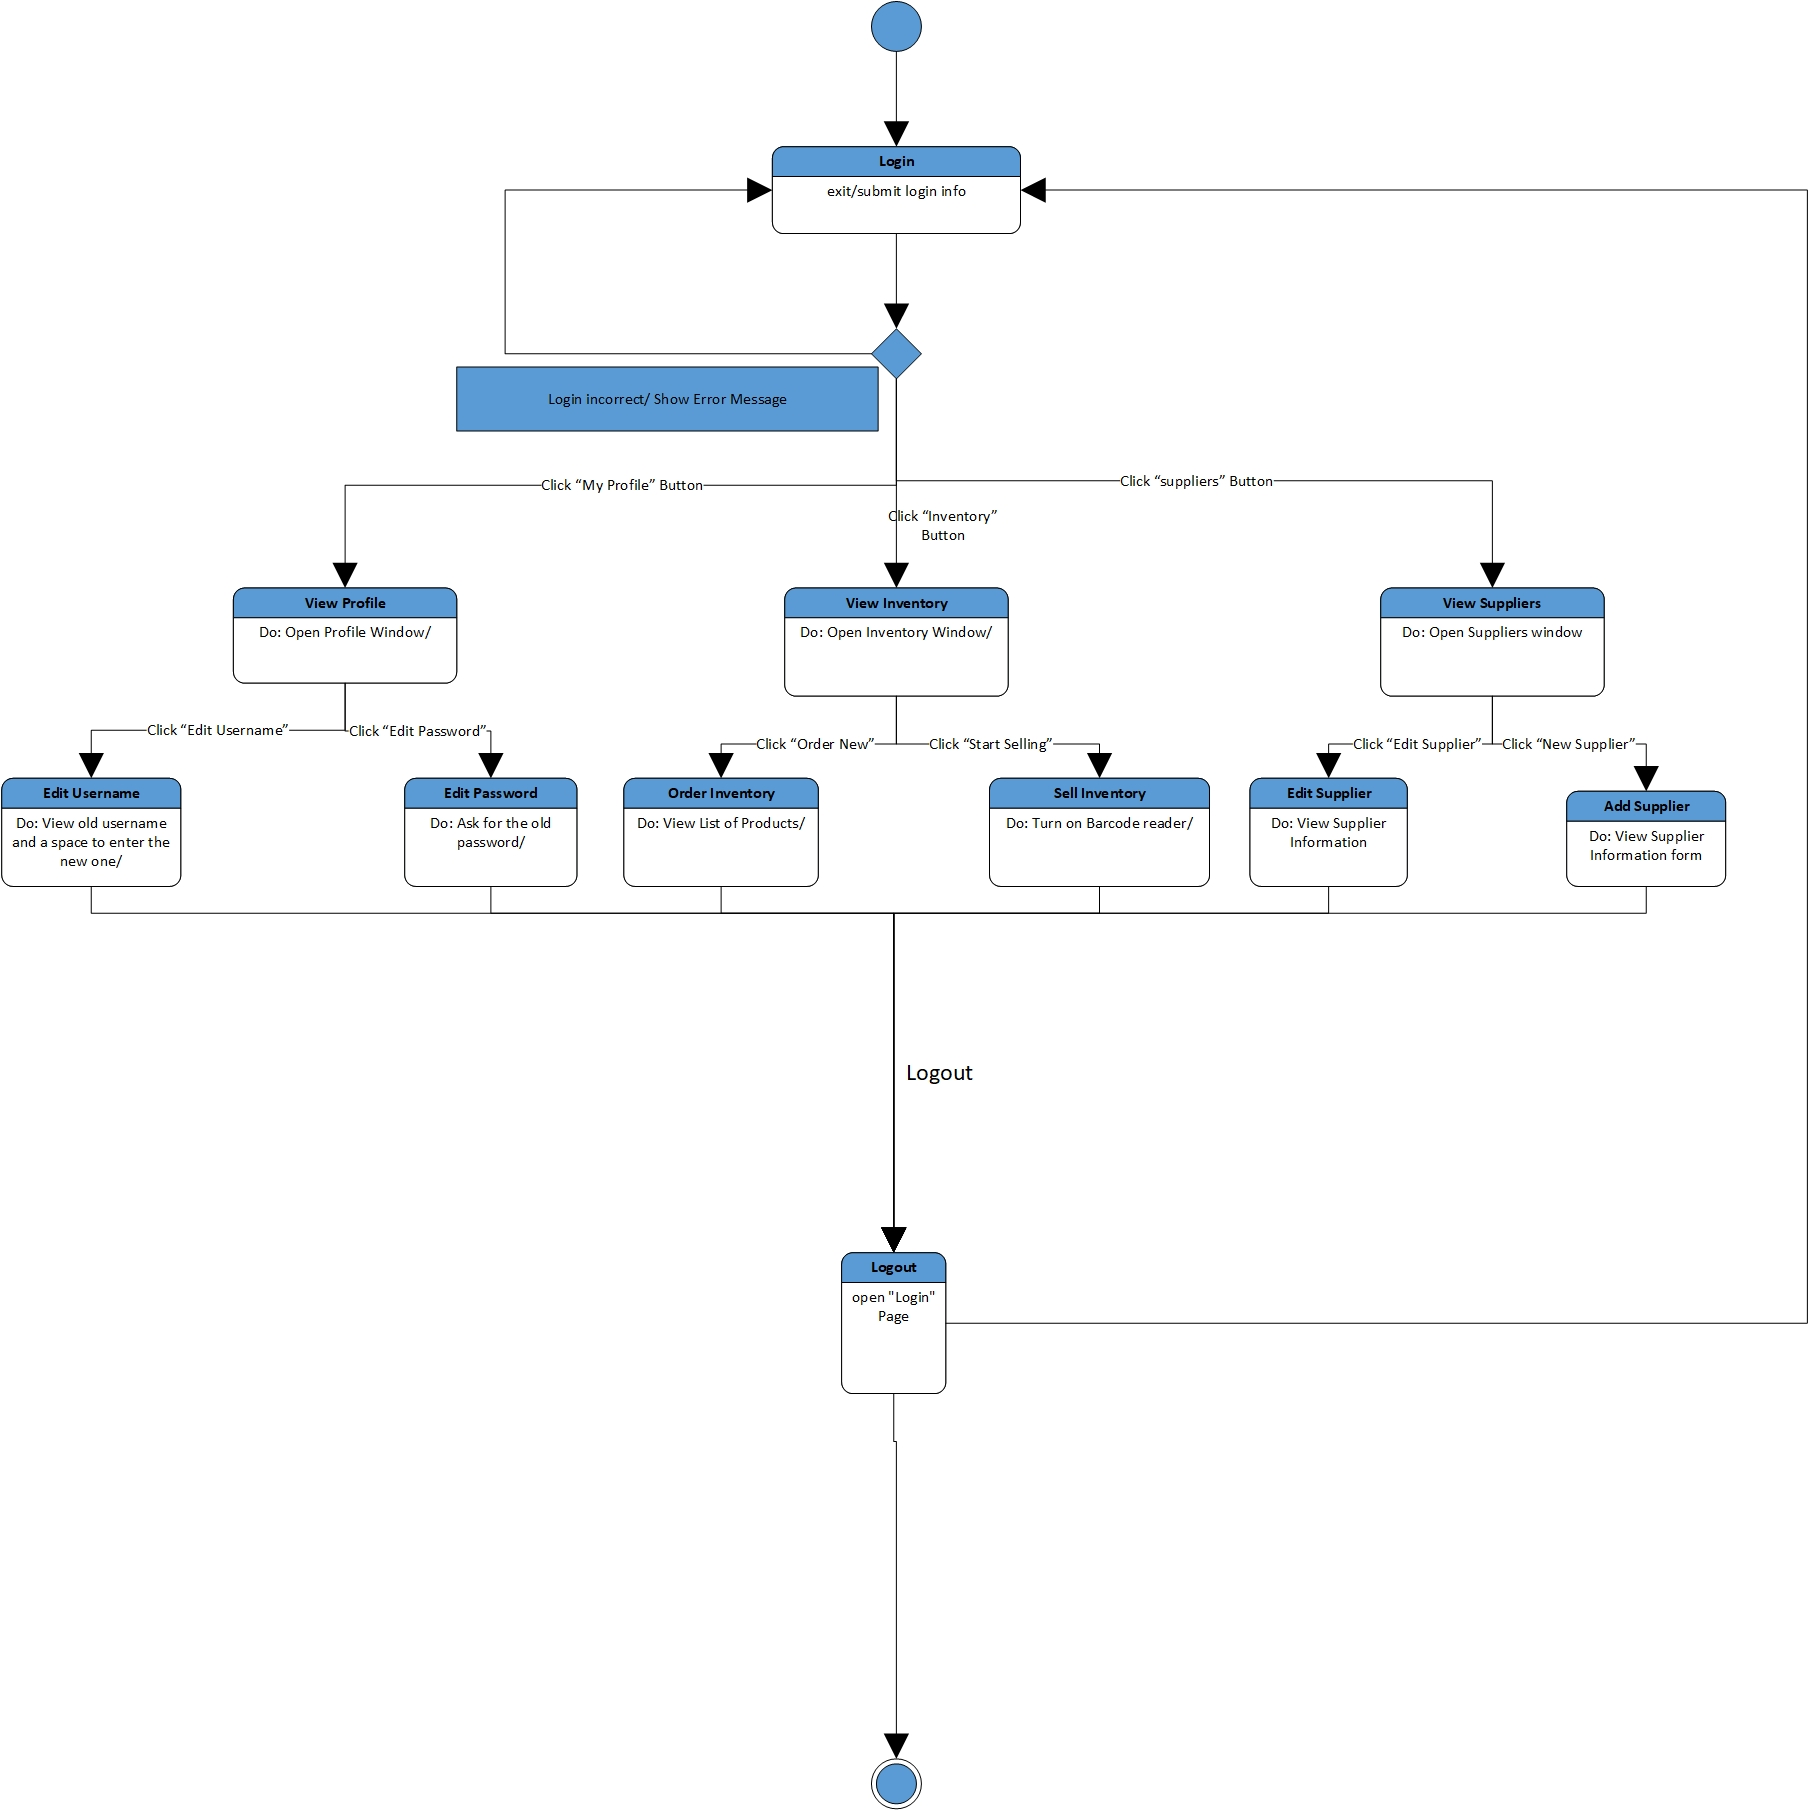 Login
exit/submit login info
Login incorrect/ Show Error Message
Click “My Profile” Button
Click “suppliers” Button
Click “Inventory”
Button
View Profile
Do: Open Profile Window/
View Inventory
Do: Open Inventory Window/
View Suppliers
Do: Open Suppliers window
Click “Edit Username”
Click “Edit Password”
Click “Order New”
Click “Start Selling”
Click “Edit Supplier”
Click “New Supplier”
Edit Username
Do: View old username
and a space to enter the
new one/
Edit Password
Do: Ask for the old
password/
Order Inventory
Do: View List of Products/
Sell Inventory
Do: Turn on Barcode reader/
Edit Supplier
Do: View Supplier
Information
Add Supplier
Do: View Supplier
Information form
Logout
Logout
open "Login"
Page